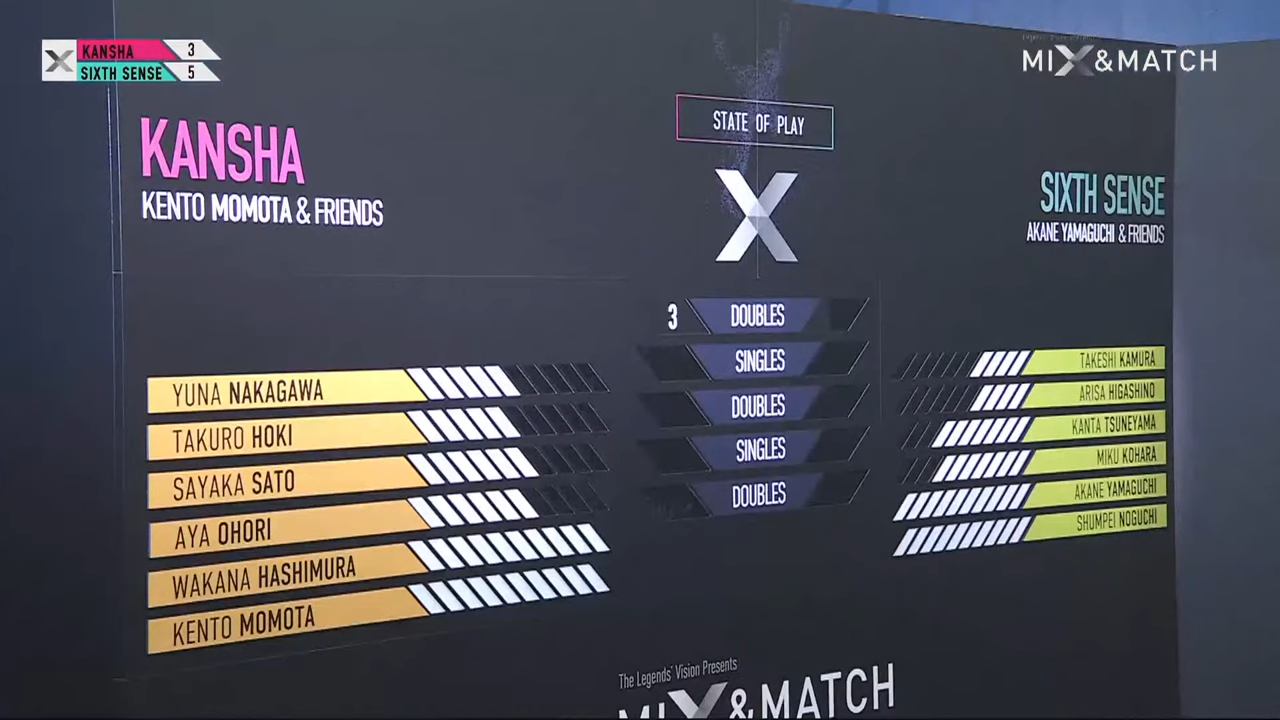 KANSHA 3
SIXTH SENSE 5
MIX&MATCH
KANSHA
KENTO MOMOTA & FRIENDS
STATE OF PLAY
X
SIXTH SENSE
AKANE YAMAGUCHI & FRIENDS
3 DOUBLES
SINGLES
DOUBLES
SINGLES
DOUBLES
YUNA NAKAGAWA
TAKURO HOKI
SAYAKA SATO
AYA OHORI
WAKANA HASHIMURA
KENTO MOMOTA
TAKESHI KAMURA
ARISA HIGASHINO
KANTA TSUNEYAMA
MIKU KOHARA
AKANE YAMAGUCHI
SHUMPEI NOGUCHI
The Legends' Vision Presents
MIX&MATCH